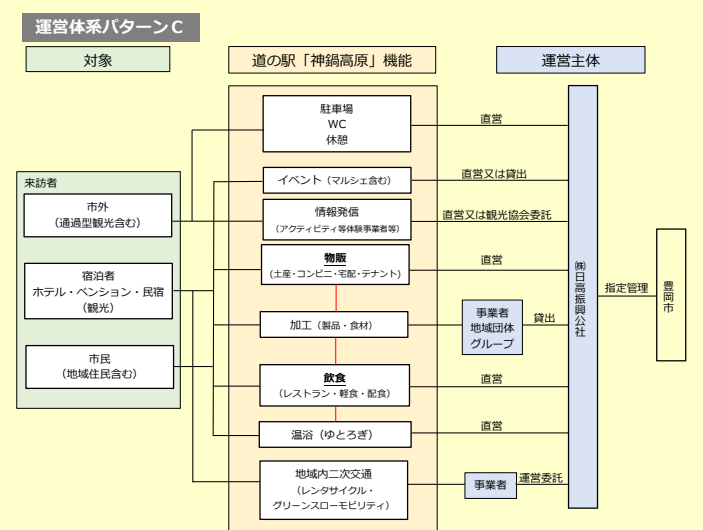 運営体系パターンC
対象
道の駅「神鍋高原」機能
運営主体
来訪者
市外
（通過型観光含む）
宿泊者
ホテル・ペンション・民宿
（観光）
市民
（地域住民含む）
駐車場
WC
休憩
イベント（マルシェ含む）
情報発信
（アクティビティ等体験事業者等）
物販
（土産・コンビニ・宅配・テナント）
加工（製品・食材）
飲食
（レストラン・軽食・配食）
温浴（ゆとろぎ）
地域内二次交通
（レンタサイクル・
グリーンスローモビリティ）
直営
直営又は貸出
直営又は観光協会委託
直営
事業者
地域団体
グループ
貸出
直営
直営
事業者
運営委託
㈱日高振興公社
指定管理
豊岡市